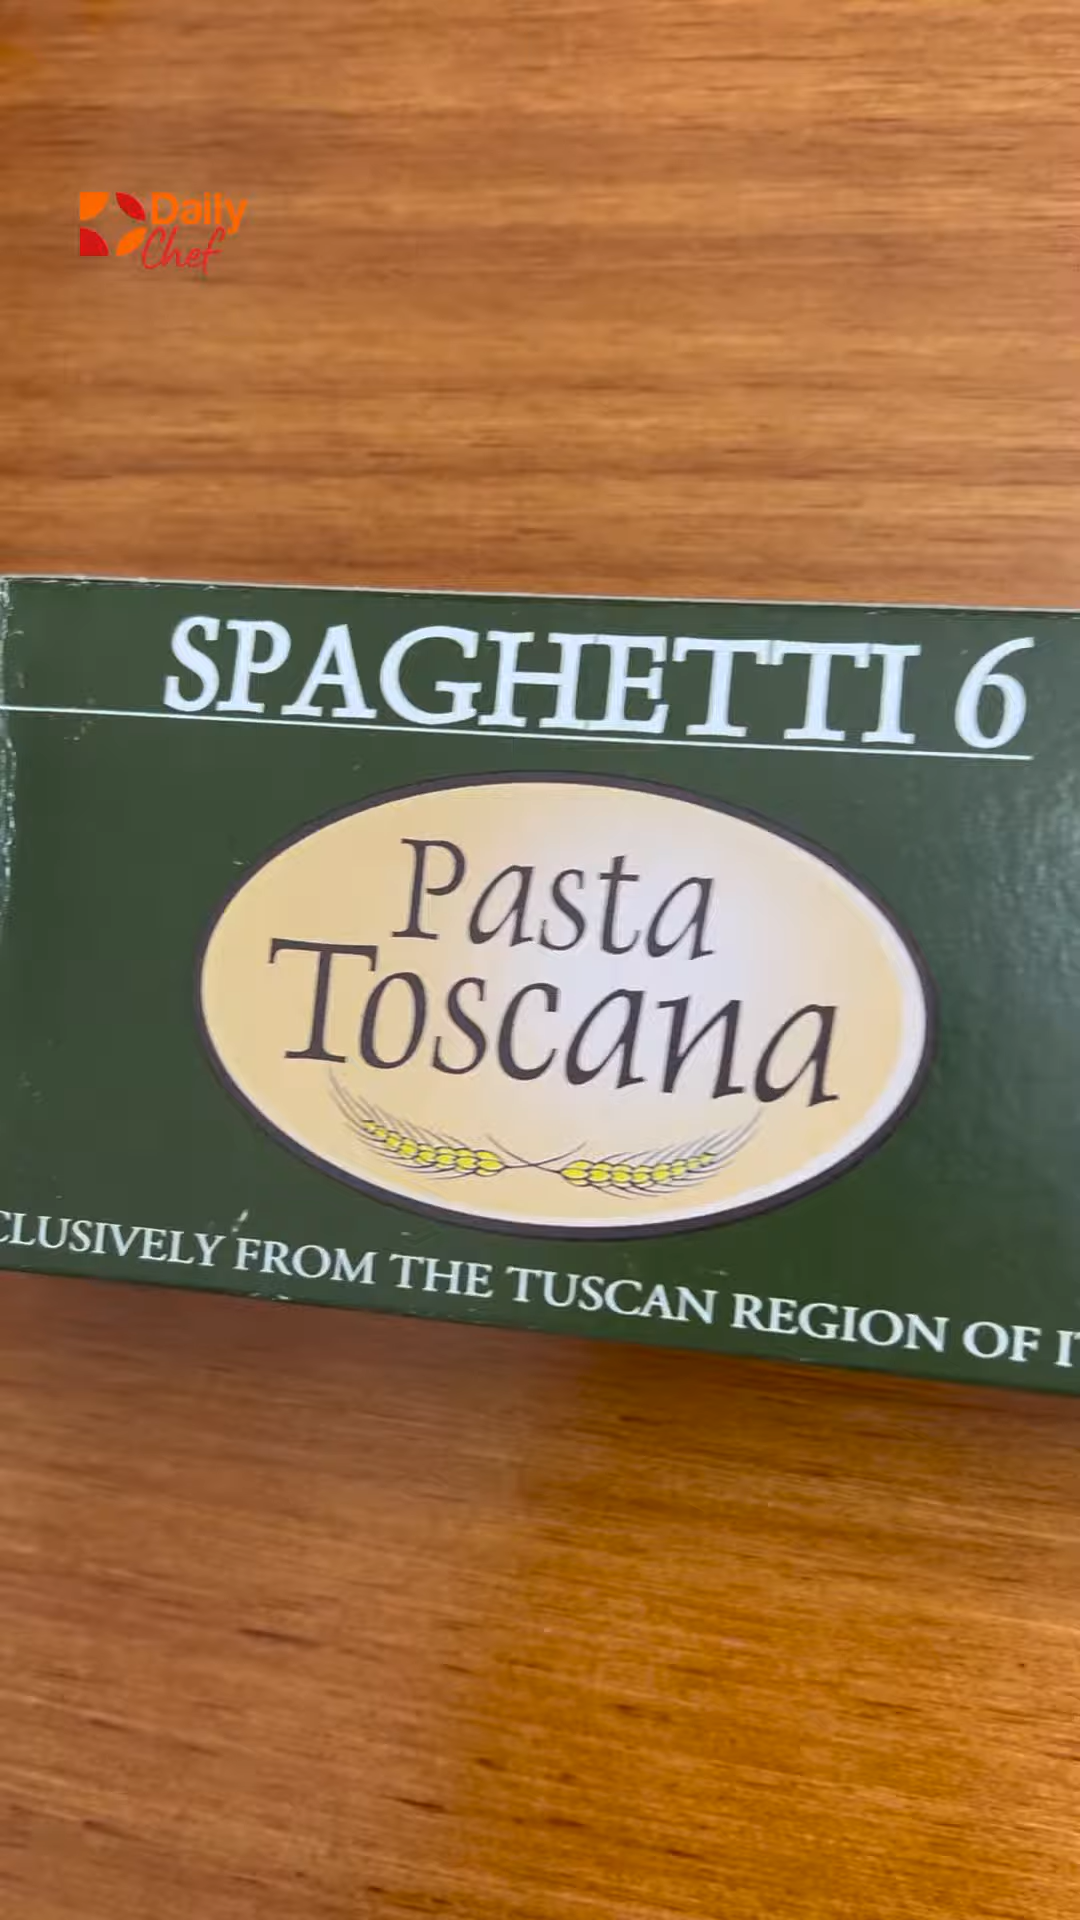 Daily
Chef
SPAGHETTI 6
Pasta
Toscana
CLUSIVELY FROM THE TUSCAN REGION OF